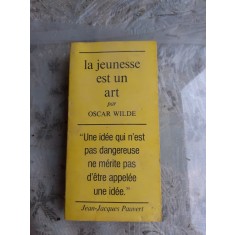 la jeunesse
est un
art
par
OSCAR WILDE
"Une idée qui n'est
pas dangereuse
ne mérite pas
d'être appelée
une idée."
Jean-Jacques Pauvert